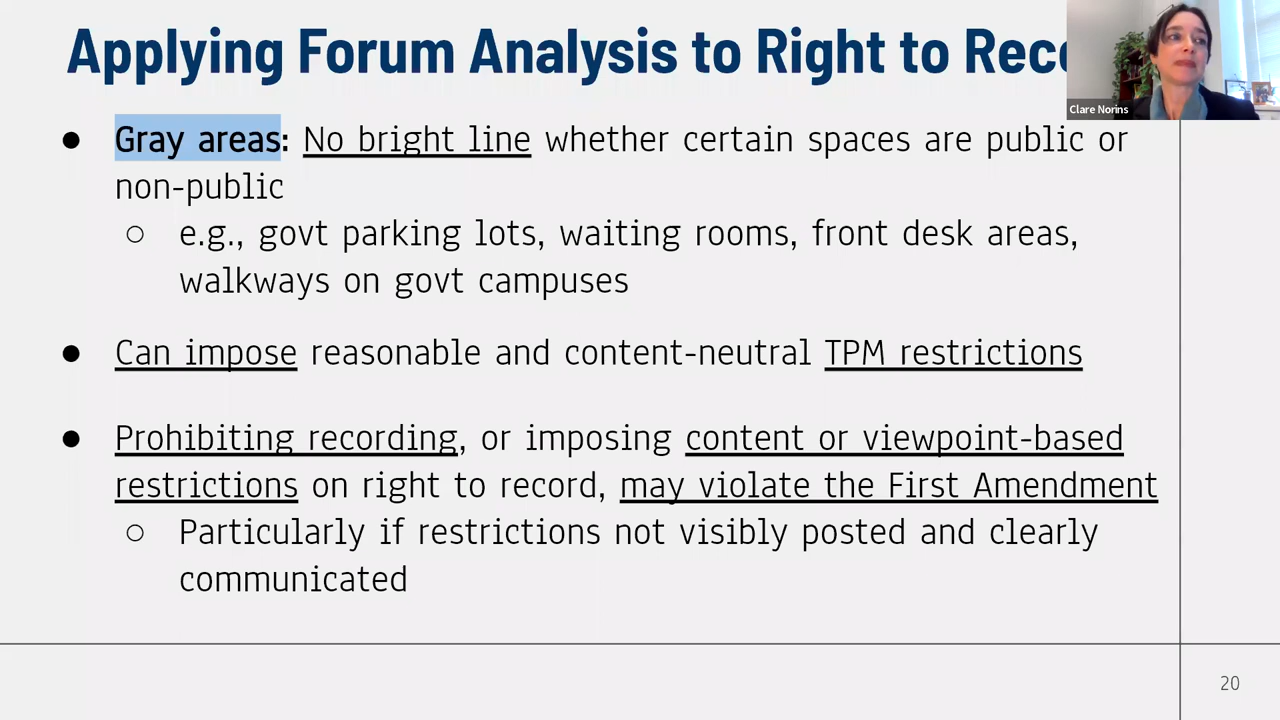 Applying Forum Analysis to Right to
Clare Norins
● Gray areas: No bright line whether certain spaces are public or
non-public
○ e.g., govt parking lots, waiting rooms, front desk areas,
walkways on govt campuses
● Can impose reasonable and content-neutral TPM restrictions
● Prohibiting recording, or imposing content or viewpoint-based
restrictions on right to record, may violate the First Amendment
○ Particularly if restrictions not visibly posted and clearly
communicated
20